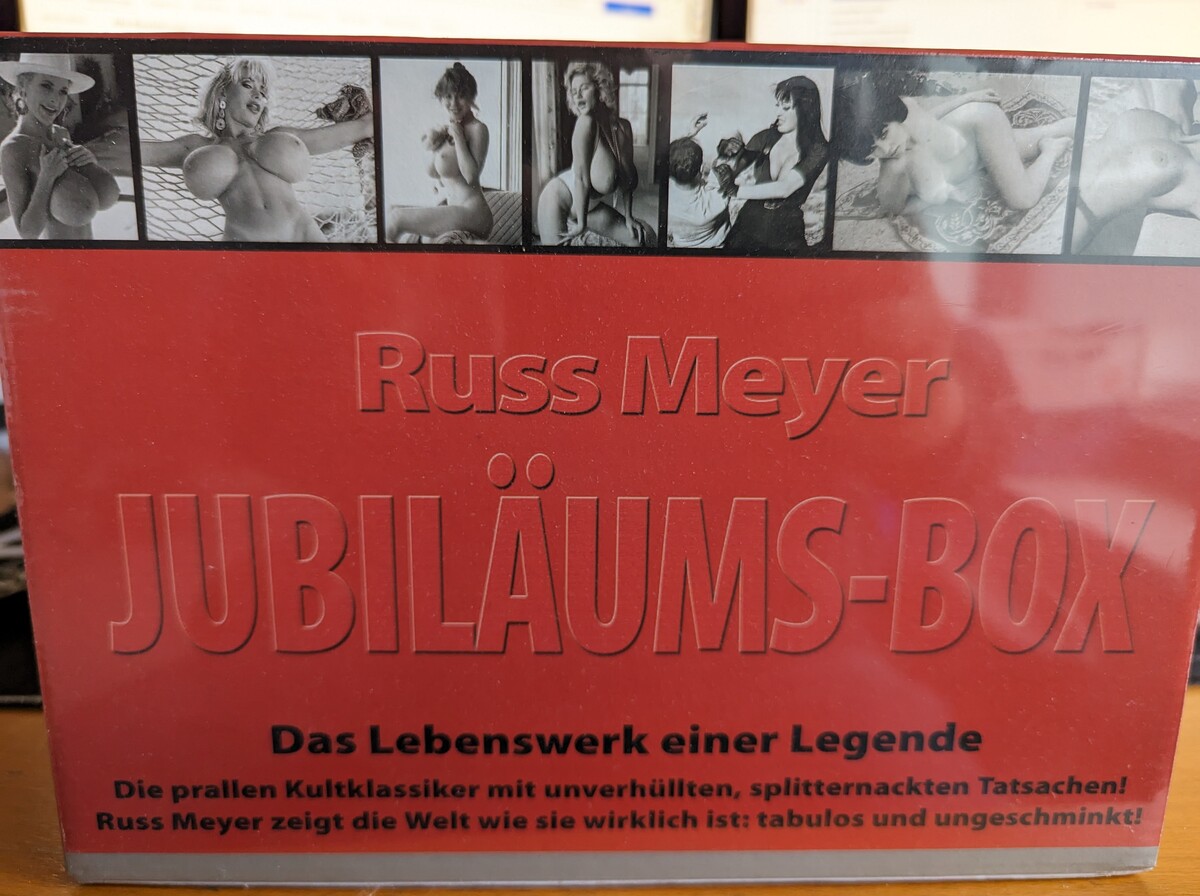 Russ Meyer
JUBILÄUMS-BOX
Das Lebenswerk einer Legende
Die prallen Kultklassiker mit unverhüllten, splitternackten Tatsachen!
Russ Meyer zeigt die Welt wie sie wirklich ist: tabulos und ungeschminkt!